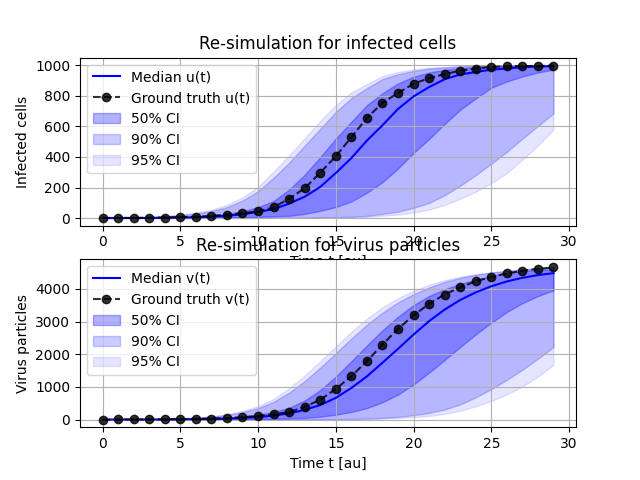 Re-simulation for infected cells
Infected cells
1000
800
600
400
200
0
Median u(t)
Ground truth u(t)
50% CI
90% CI
95% CI
0 5 10 15 20 25 30
Time t [au]
Re-simulation for virus particles
Virus particles
4000
3000
2000
1000
0
Median v(t)
Ground truth v(t)
50% CI
90% CI
95% CI
0 5 10 15 20 25 30
Time t [au]